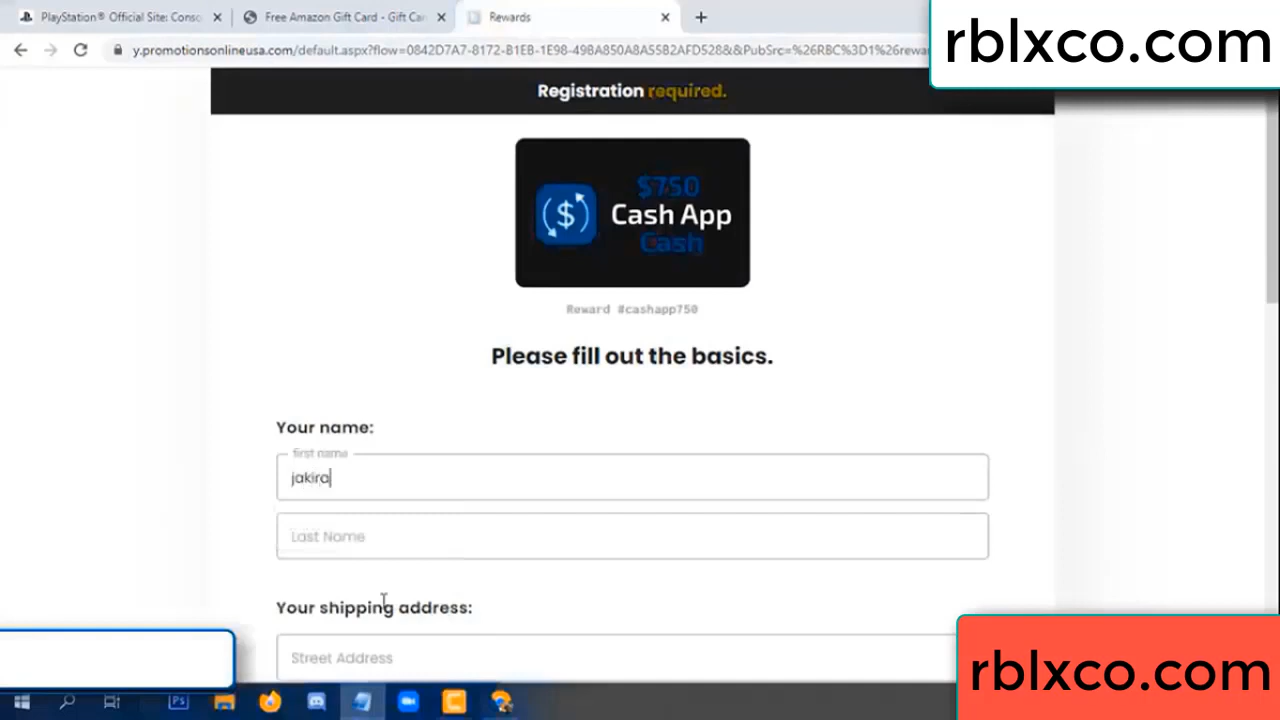 PlayStation® Official Site: Conso
Free Amazon Gift Card - Gift Car
Rewards
y.promotionsonlineusa.com/default.aspx?flow=0842D7A7-8172-B1EB-1E98-498A850A8A55B2AFD528&&PubSrc=%26RBC%3D1%26rewar
rblxco.com
Registration required.
$750
Cash App
Cash
Reward #cashapp750
Please fill out the basics.
Your name:
first name
jakira
Last Name
Your shipping address:
Street Address
rblxco.com
Ps